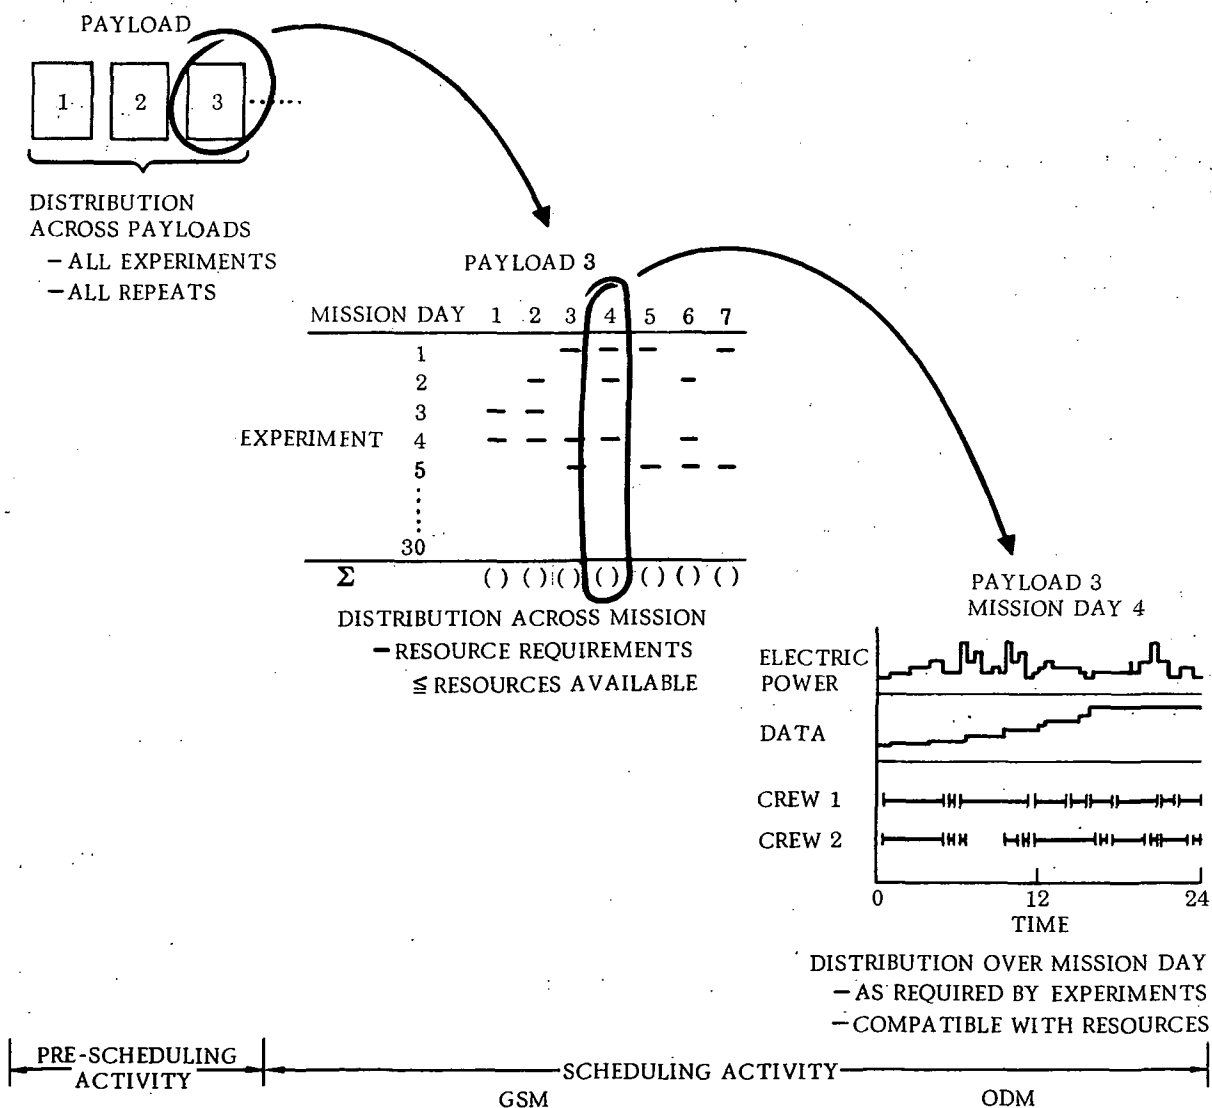 PAYLOAD
1 2 3 ......
DISTRIBUTION
ACROSS PAYLOADS
- ALL EXPERIMENTS
- ALL REPEATS
PAYLOAD 3
MISSION DAY 1 2 3 4 5 6 7
1 — — — —
2 — — —
3 — —
EXPERIMENT 4 — — — — —
5 — — — —
30
Σ () () () () () () ()
DISTRIBUTION ACROSS MISSION
- RESOURCE REQUIREMENTS
≦ RESOURCES AVAILABLE
PAYLOAD 3
MISSION DAY 4
ELECTRIC
POWER
DATA
CREW 1
CREW 2
0 12 24
TIME
DISTRIBUTION OVER MISSION DAY
- AS REQUIRED BY EXPERIMENTS
- COMPATIBLE WITH RESOURCES
PRE-SCHEDULING
ACTIVITY
SCHEDULING ACTIVITY
GSM ODM